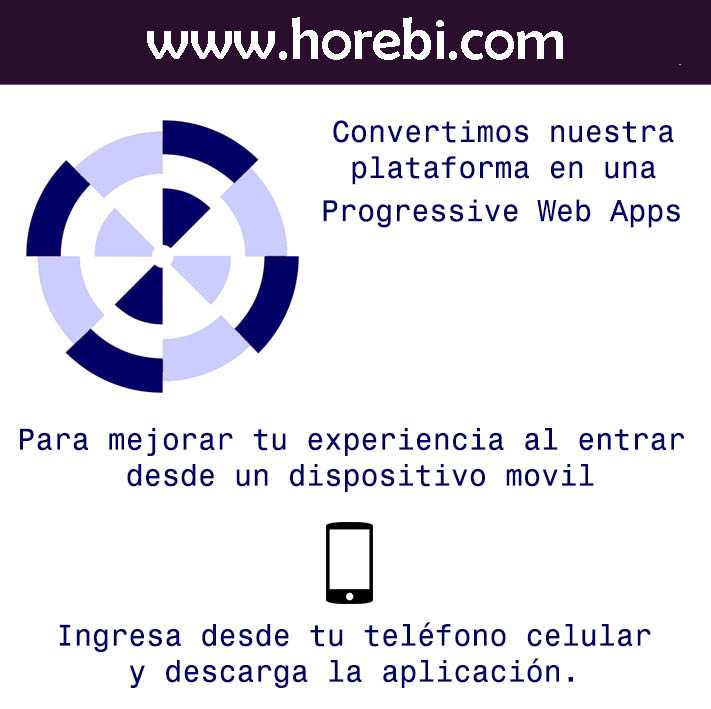 www.horebi.com
Convertimos nuestra
plataforma en una
Progressive Web Apps
Para mejorar tu experiencia al entrar
desde un dispositivo movil
Ingresa desde tu teléfono celular
y descarga la aplicación.